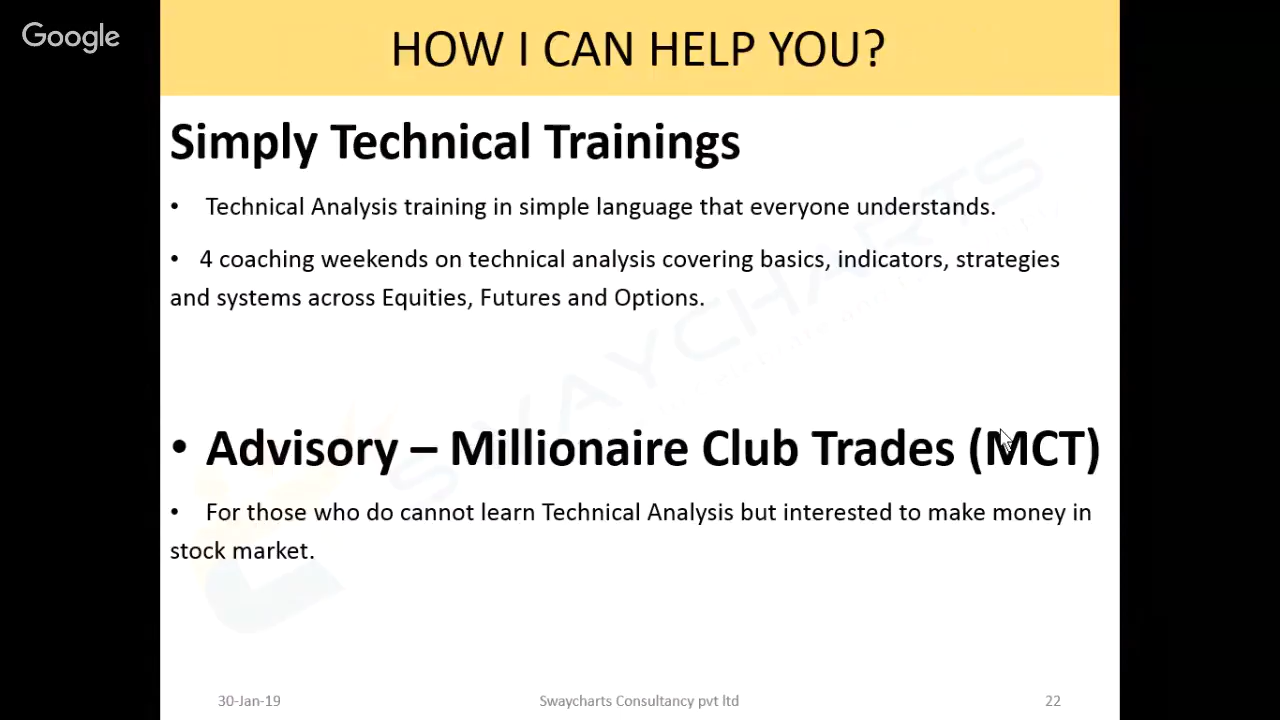 Google
HOW I CAN HELP YOU?
Simply Technical Trainings
• Technical Analysis training in simple language that everyone understands.
• 4 coaching weekends on technical analysis covering basics, indicators, strategies
and systems across Equities, Futures and Options.
SWAYCHARTS
• Advisory – Millionaire Club Trades (MCT)
• For those who do cannot learn Technical Analysis but interested to make money in
stock market.
30-Jan-19
Swaycharts Consultancy pvt ltd
22